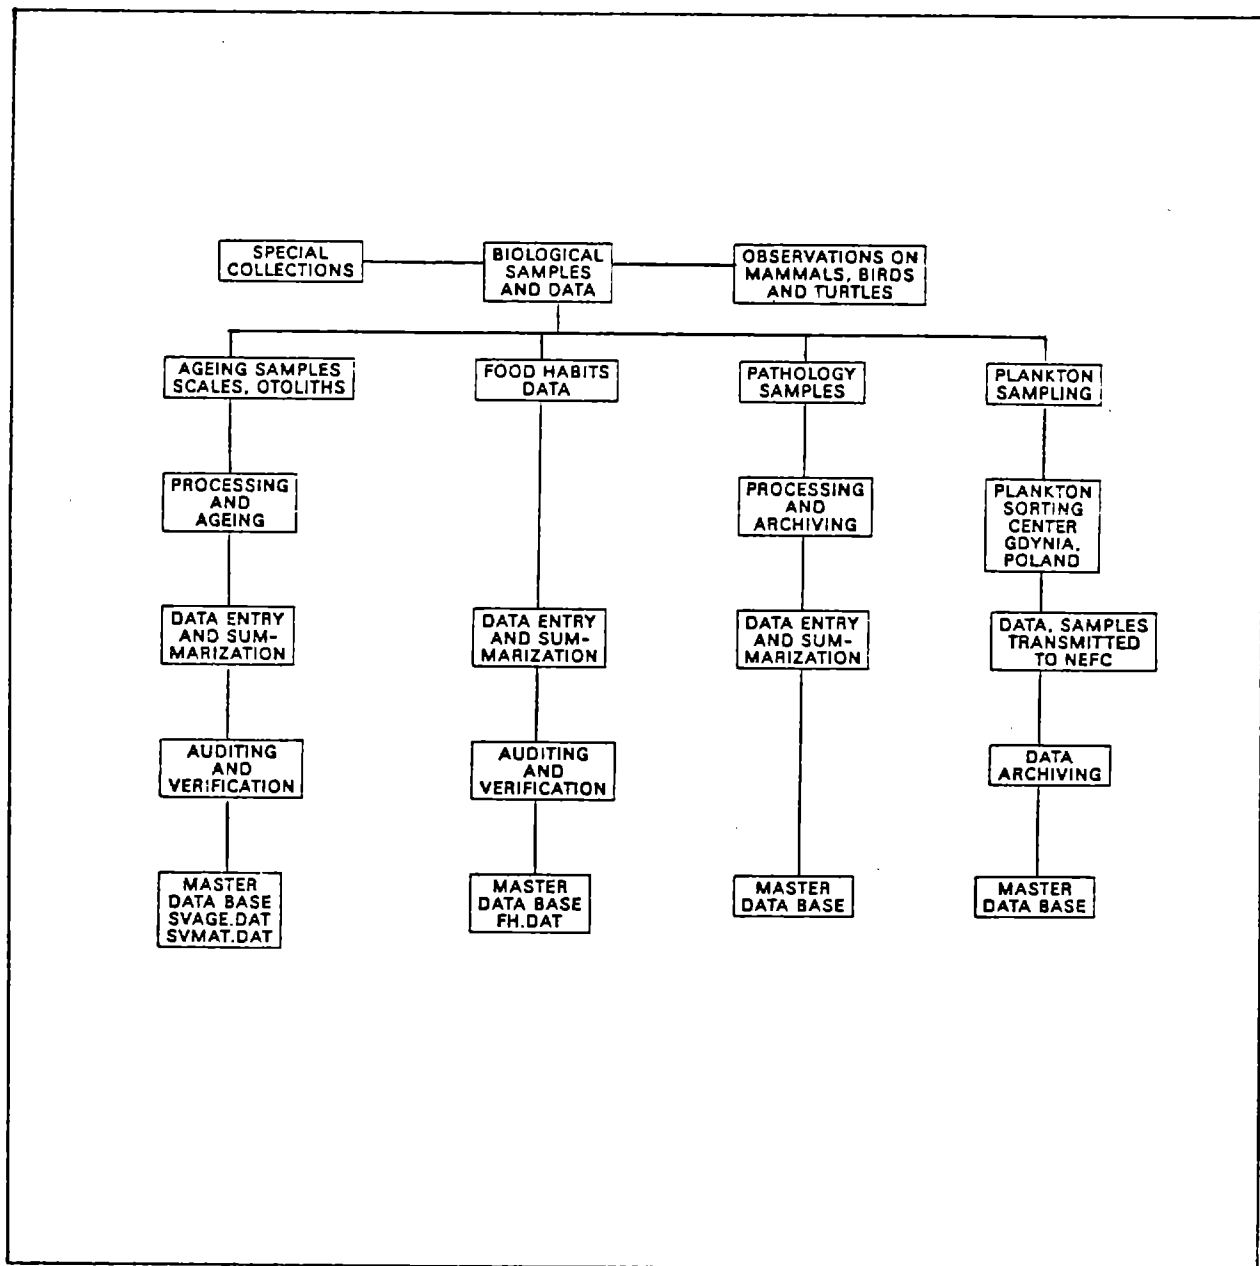 SPECIAL
COLLECTIONS
BIOLOGICAL
SAMPLES
AND DATA
OBSERVATIONS ON
MAMMALS, BIRDS
AND TURTLES
AGEING SAMPLES
SCALES, OTOLITHS
FOOD HABITS
DATA
PATHOLOGY
SAMPLES
PLANKTON
SAMPLING
PROCESSING
AND
AGEING
PROCESSING
AND
ARCHIVING
PLANKTON
SORTING
CENTER
GDYNIA,
POLAND
DATA ENTRY
AND SUM-
MARIZATION
DATA ENTRY
AND SUM-
MARIZATION
DATA ENTRY
AND SUM-
MARIZATION
DATA, SAMPLES
TRANSMITTED
TO NEFC
AUDITING
AND
VERIFICATION
AUDITING
AND
VERIFICATION
DATA
ARCHIVING
MASTER
DATA BASE
SVAGE.DAT
SVMAT.DAT
MASTER
DATA BASE
FH.DAT
MASTER
DATA BASE
MASTER
DATA BASE